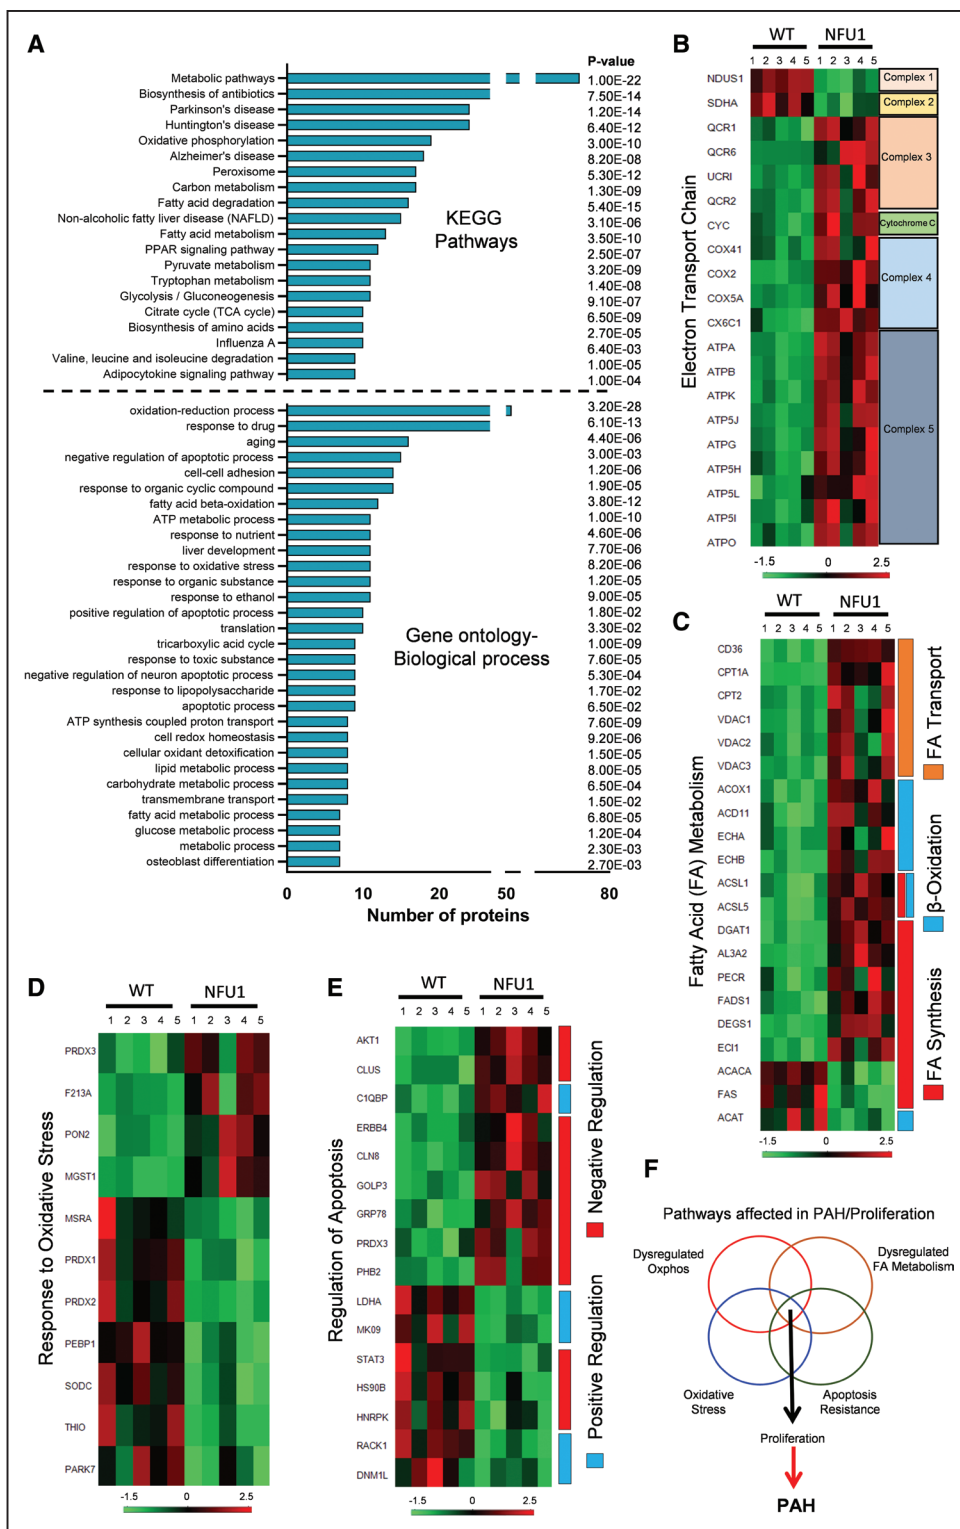 A
P-value
Metabolic pathways 1.00E-22
Biosynthesis of antibiotics 7.50E-14
Parkinson's disease 1.20E-14
Huntington's disease 6.40E-12
Oxidative phosphorylation 3.00E-10
Alzheimer's disease 8.20E-08
Peroxisome 5.30E-12
Carbon metabolism 1.30E-09
Fatty acid degradation 5.40E-15
Non-alcoholic fatty liver disease (NAFLD) 3.10E-06
Fatty acid metabolism 3.50E-10
PPAR signaling pathway 2.50E-07
Pyruvate metabolism 3.20E-09
Tryptophan metabolism 1.40E-08
Glycolysis / Gluconeogenesis 9.10E-07
Citrate cycle (TCA cycle) 6.50E-09
Biosynthesis of amino acids 2.70E-05
Influenza A 6.40E-03
Valine, leucine and isoleucine degradation 1.00E-05
Adipocytokine signaling pathway 1.00E-04
KEGG
Pathways
oxidation-reduction process 3.20E-28
response to drug 6.10E-13
aging 4.40E-06
negative regulation of apoptotic process 3.00E-03
cell-cell adhesion 1.20E-06
response to organic cyclic compound 1.90E-05
fatty acid beta-oxidation 3.80E-12
ATP metabolic process 1.00E-10
response to nutrient 4.60E-06
liver development 7.70E-06
response to oxidative stress 8.20E-06
response to organic substance 1.20E-05
response to ethanol 9.00E-05
positive regulation of apoptotic process 1.80E-02
translation 3.30E-02
tricarboxylic acid cycle 1.00E-09
response to toxic substance 7.60E-05
negative regulation of neuron apoptotic process 5.30E-04
response to lipopolysaccharide 1.70E-02
apoptotic process 6.50E-02
ATP synthesis coupled proton transport 7.60E-09
cell redox homeostasis 9.20E-06
cellular oxidant detoxification 1.50E-05
lipid metabolic process 8.00E-05
carbohydrate metabolic process 6.50E-04
transmembrane transport 1.50E-02
fatty acid metabolic process 6.80E-05
glucose metabolic process 1.20E-04
metabolic process 2.30E-03
osteoblast differentiation 2.70E-03
Gene ontology-
Biological process
0 10 20 50 80
Number of proteins
B
WT NFU1
1 2 3 4 5 1 2 3 4 5
Electron Transport Chain
NDUS1
SDHA
QCR1
QCR6
UCRI
QCR2
CYC
COX41
COX2
COX5A
CX6C1
ATPA
ATPB
ATPK
ATP5J
ATPG
ATP5H
ATP5L
ATP5I
ATPO
Complex 1
Complex 2
Complex 3
Cytochrome C
Complex 4
Complex 5
-1.5 0 2.5
C
WT NFU1
1 2 3 4 5 1 2 3 4 5
Fatty Acid (FA) Metabolism
CD36
CPT1A
CPT2
VDAC1
VDAC2
VDAC3
ACOX1
ACD11
ECHA
ECHB
ACSL1
ACSL5
DGAT1
AL3A2
PECR
FADS1
DEGS1
ECI1
ACACA
FAS
ACAT
FA Transport
β-Oxidation
FA Synthesis
-1.5 0 2.5
D
WT NFU1
1 2 3 4 5 1 2 3 4 5
Response to Oxidative Stress
PRDX3
F213A
PON2
MGST1
MSRA
PRDX1
PRDX2
PEBP1
SODC
THIO
PARK7
-1.5 0 2.5
E
WT NFU1
1 2 3 4 5 1 2 3 4 5
Regulation of Apoptosis
AKT1
CLUS
C1QBP
ERBB4
CLN8
GOLP3
GRP78
PRDX3
PHB2
LDHA
MK09
STAT3
HS90B
HNRPK
RACK1
DNM1L
Negative Regulation
Positive Regulation
-1.5 0 2.5
F
Pathways affected in PAH/Proliferation
Dysregulated
Oxphos
Dysregulated
FA Metabolism
Oxidative
Stress
Apoptosis
Resistance
Proliferation
PAH